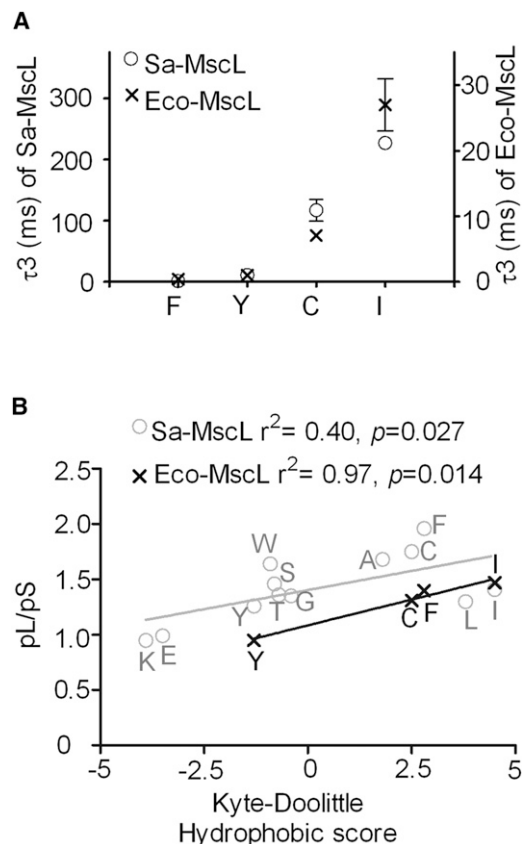 A
○ Sa-MscL
× Eco-MscL
τ3 (ms) of Sa-MscL
300
200
100
0
τ3 (ms) of Eco-MscL
30
20
10
0
F Y C I
B
○ Sa-MscL r²= 0.40, p=0.027
× Eco-MscL r²= 0.97, p=0.014
pL/pS
2.5
2.0
1.5
1.0
0.5
0
W
S
Y
T
G
K
E
A
C
F
L
I
Y
C
F
I
-5 -2.5 0 2.5 5
Kyte-Doolittle
Hydrophobic score